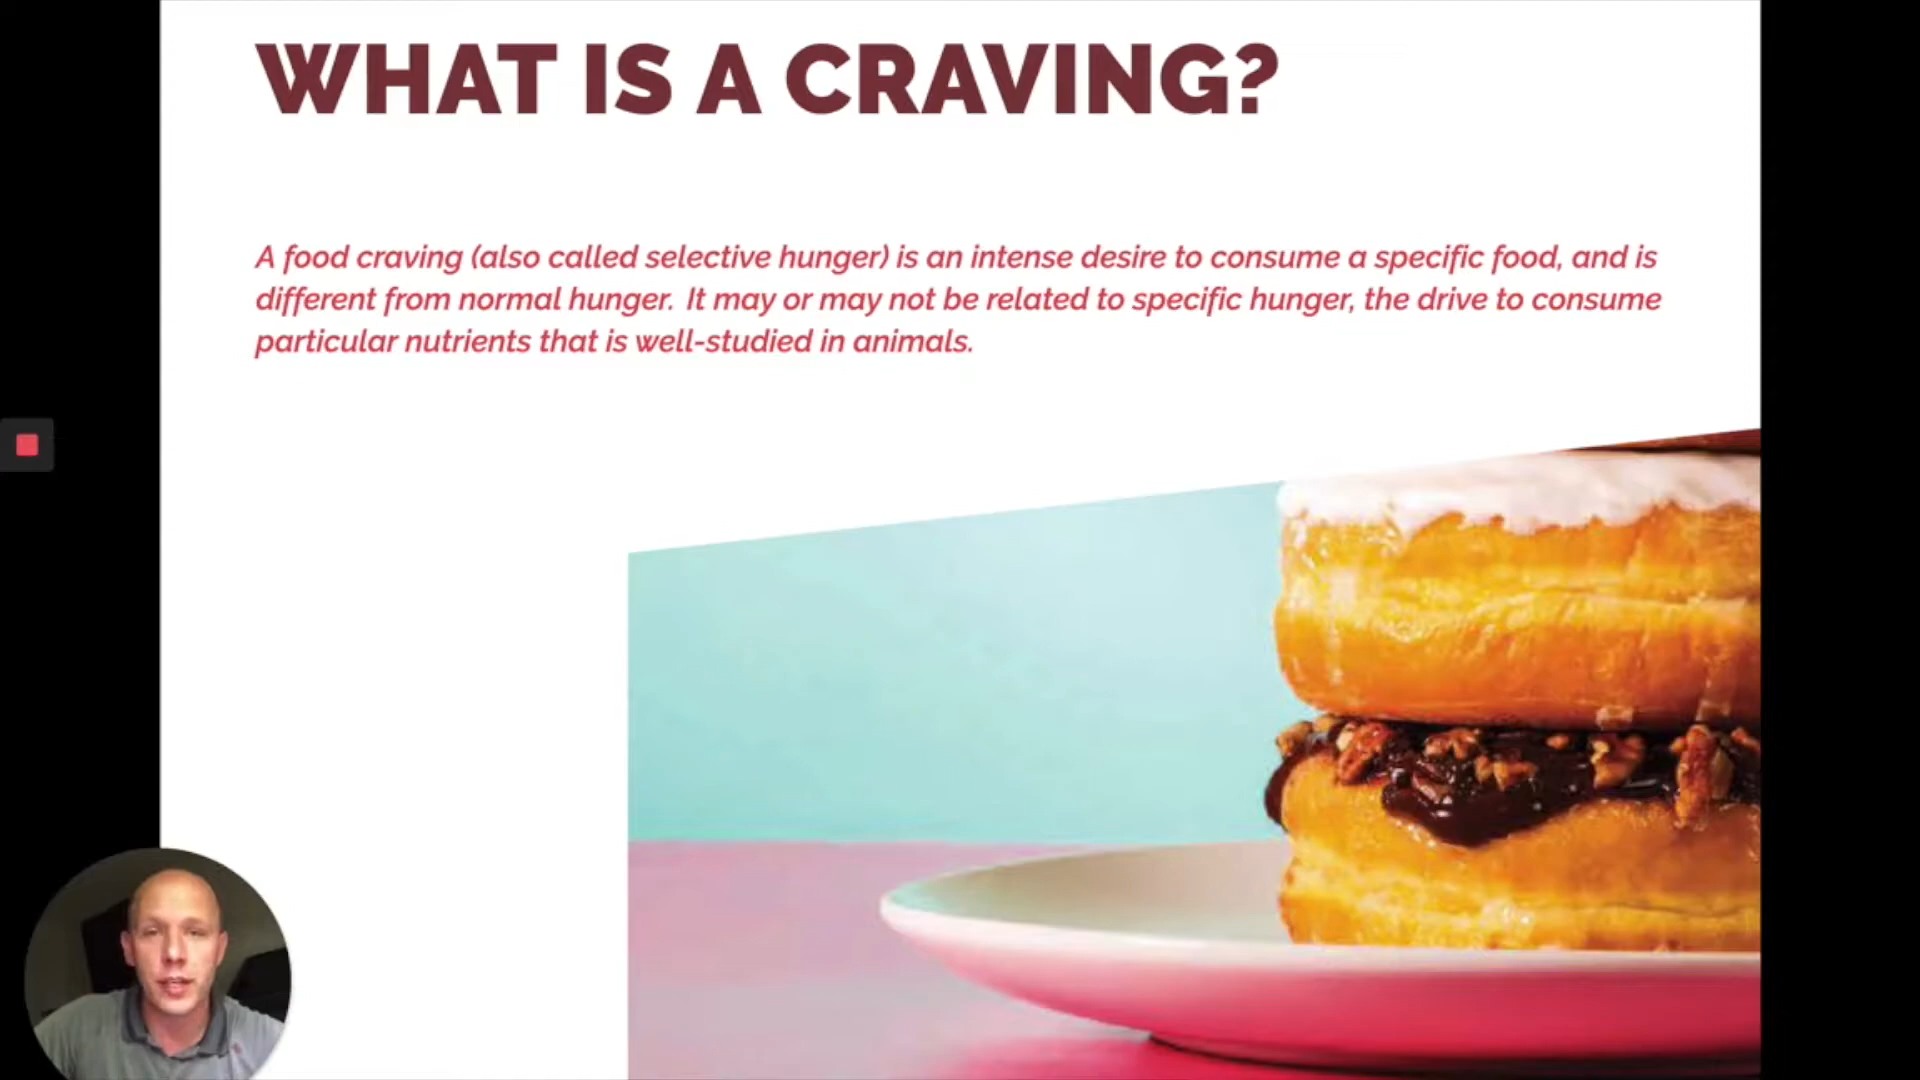 WHAT IS A CRAVING?
A food craving (also called selective hunger) is an intense desire to consume a specific food, and is
different from normal hunger. It may or may not be related to specific hunger, the drive to consume
particular nutrients that is well-studied in animals.